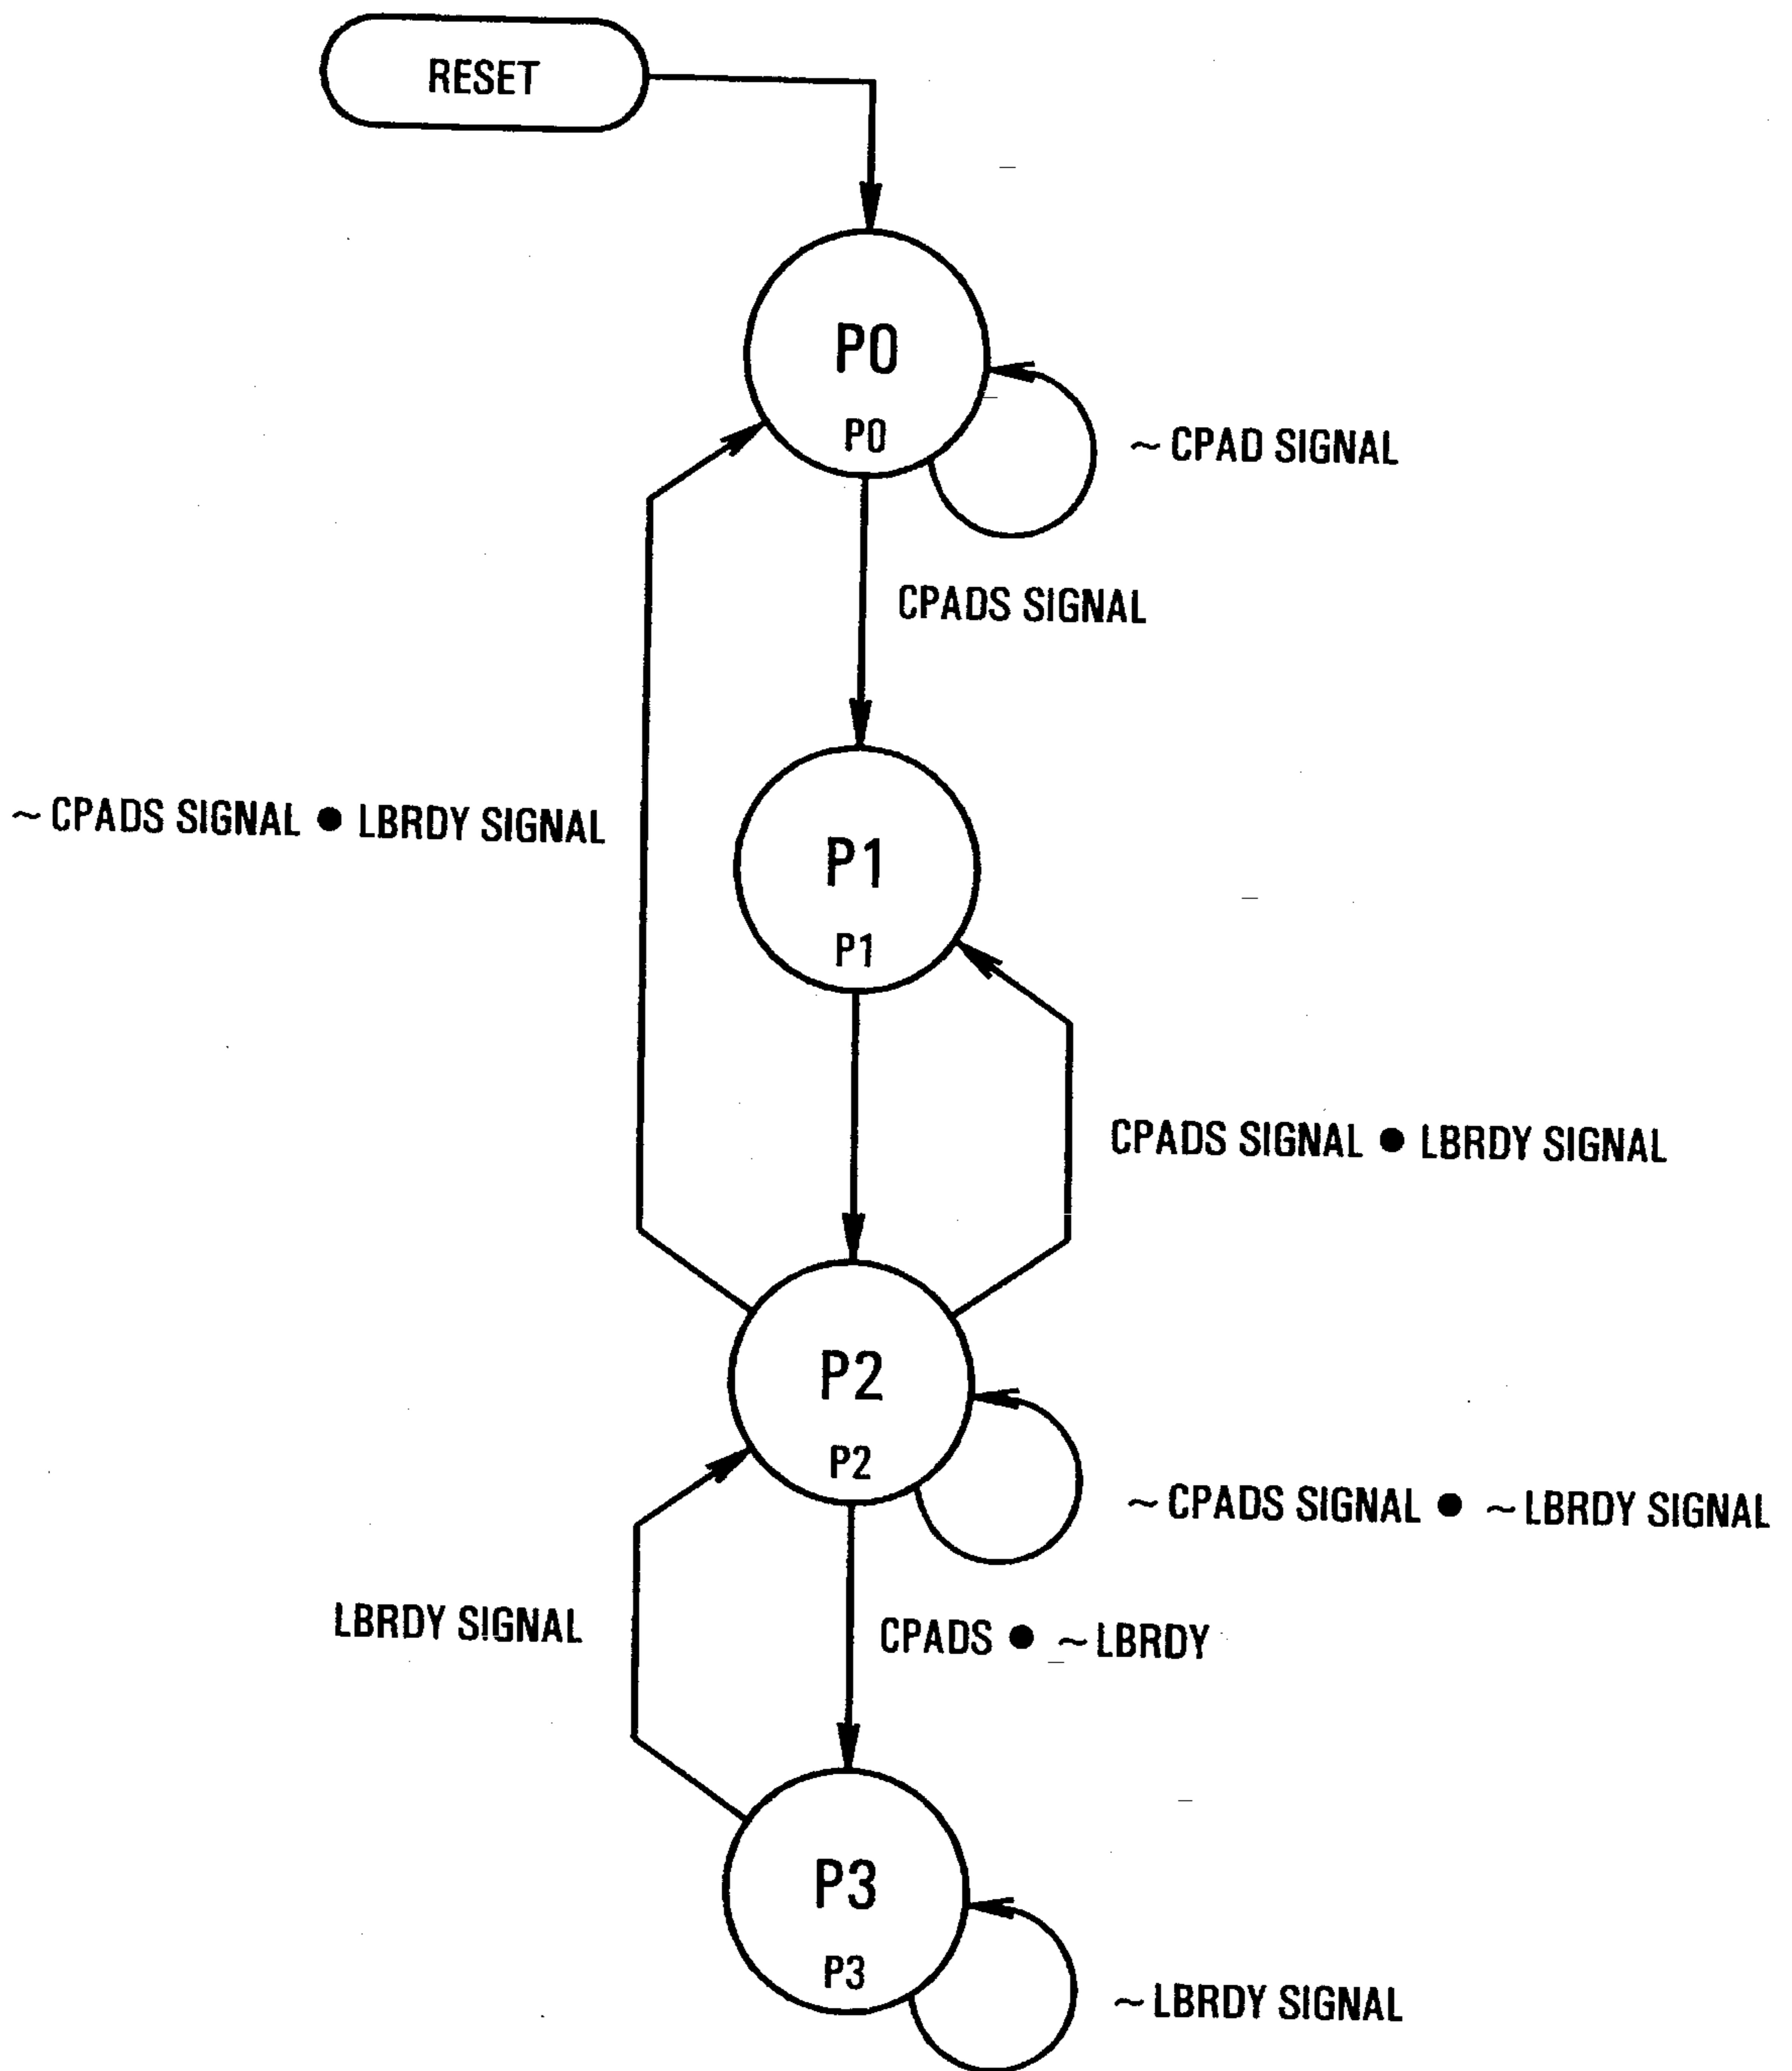 RESET
P0
P0
~ CPAD SIGNAL
CPADS SIGNAL
~ CPADS SIGNAL ● LBRDY SIGNAL
P1
P1
CPADS SIGNAL ● LBRDY SIGNAL
P2
P2
~ CPADS SIGNAL ● ~ LBRDY SIGNAL
LBRDY SIGNAL
CPADS ● ~ LBRDY
P3
P3
~ LBRDY SIGNAL